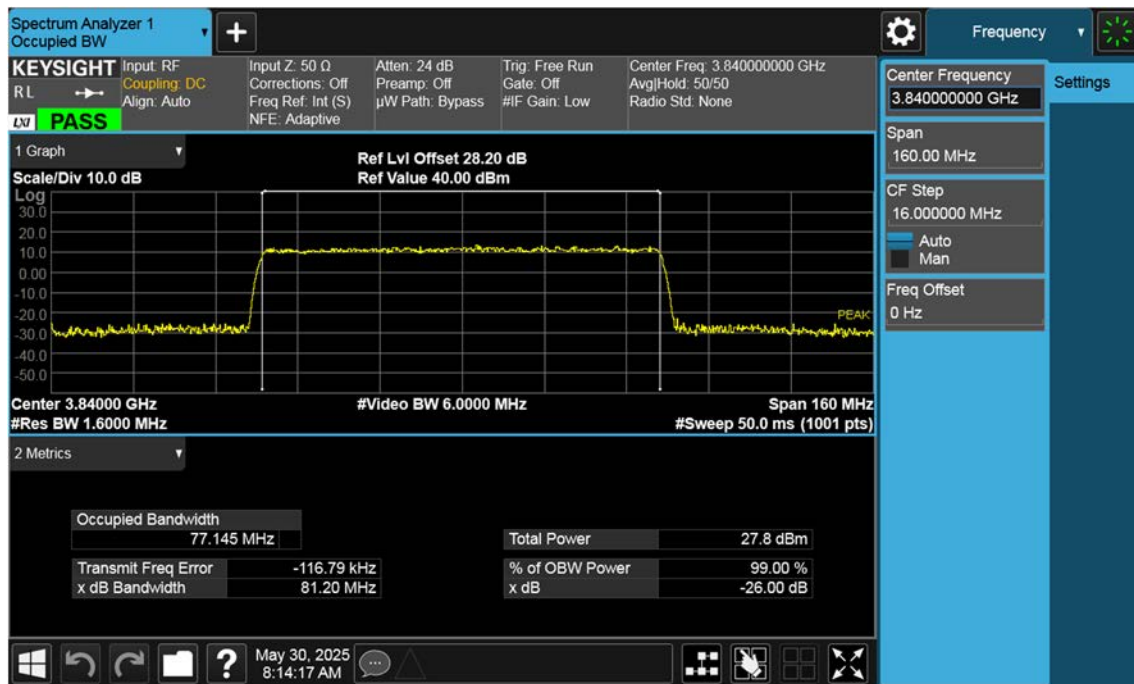 Spectrum Analyzer 1
Occupied BW
+
Frequency
KEYSIGHT
RL
LXI PASS
Input: RF
Coupling: DC
Align: Auto
Input Z: 50 Ω
Corrections: Off
Freq Ref: Int (S)
NFE: Adaptive
Atten: 24 dB
Preamp: Off
µW Path: Bypass
Trig: Free Run
Gate: Off
#IF Gain: Low
Center Freq: 3.840000000 GHz
Avg|Hold: 50/50
Radio Std: None
Center Frequency
3.840000000 GHz
Settings
Span
160.00 MHz
CF Step
16.000000 MHz
Auto
Man
Freq Offset
0 Hz
1 Graph
Scale/Div 10.0 dB
Ref Lvl Offset 28.20 dB
Ref Value 40.00 dBm
Log
30.0
20.0
10.0
0.00
-10.0
-20.0
-30.0
-40.0
-50.0
PEAK
Center 3.84000 GHz
#Video BW 6.0000 MHz
Span 160 MHz
#Res BW 1.6000 MHz
#Sweep 50.0 ms (1001 pts)
2 Metrics
Occupied Bandwidth
77.145 MHz
Total Power 27.8 dBm
Transmit Freq Error -116.79 kHz
% of OBW Power 99.00 %
x dB Bandwidth 81.20 MHz
x dB -26.00 dB
?
May 30, 2025
8:14:17 AM